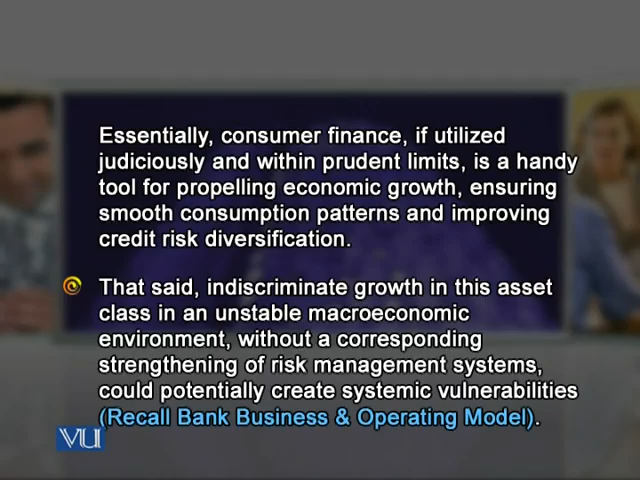 Essentially, consumer finance, if utilized
judiciously and within prudent limits, is a handy
tool for propelling economic growth, ensuring
smooth consumption patterns and improving
credit risk diversification.
That said, indiscriminate growth in this asset
class in an unstable macroeconomic
environment, without a corresponding
strengthening of risk management systems,
could potentially create systemic vulnerabilities
(Recall Bank Business & Operating Model).
VU